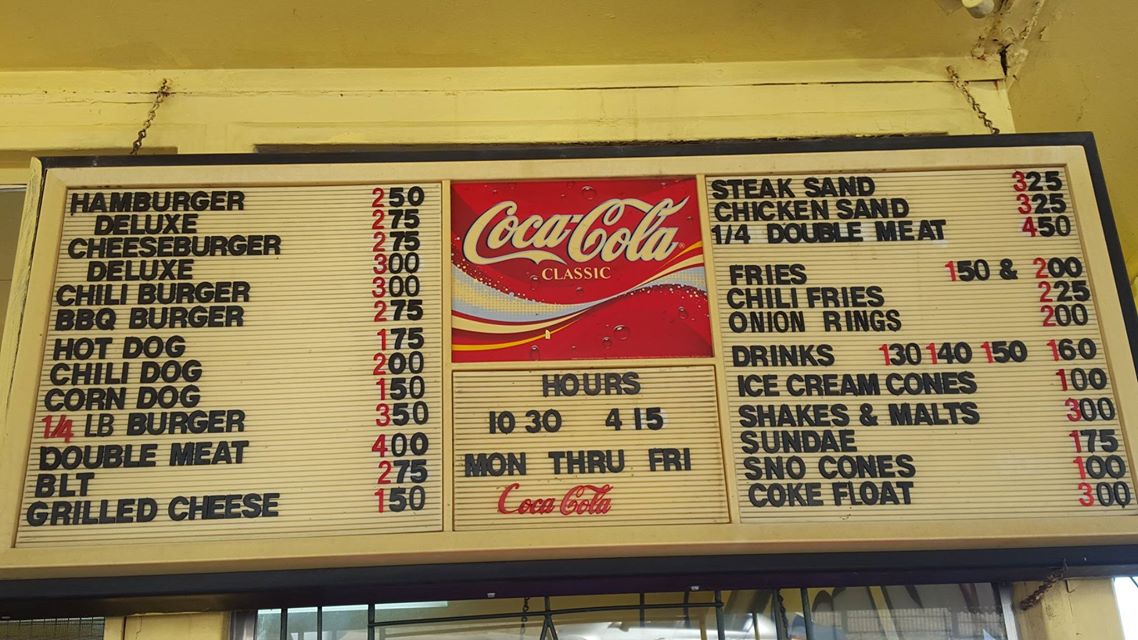 HAMBURGER 250
DELUXE 275
CHEESEBURGER 275
DELUXE 300
CHILI BURGER 300
BBQ BURGER 275
HOT DOG 175
CHILI DOG 200
CORN DOG 150
1/4 LB BURGER 350
DOUBLE MEAT 400
BLT 275
GRILLED CHEESE 150
Coca-Cola
CLASSIC
HOURS
10 30 4 15
MON THRU FRI
Coca Cola
STEAK SAND 325
CHICKEN SAND 325
1/4 DOUBLE MEAT 450
FRIES 150 & 200
CHILI FRIES 225
ONION RINGS 200
DRINKS 130 140 150 160
ICE CREAM CONES 100
SHAKES & MALTS 300
SUNDAE 175
SNO CONES 100
COKE FLOAT 300